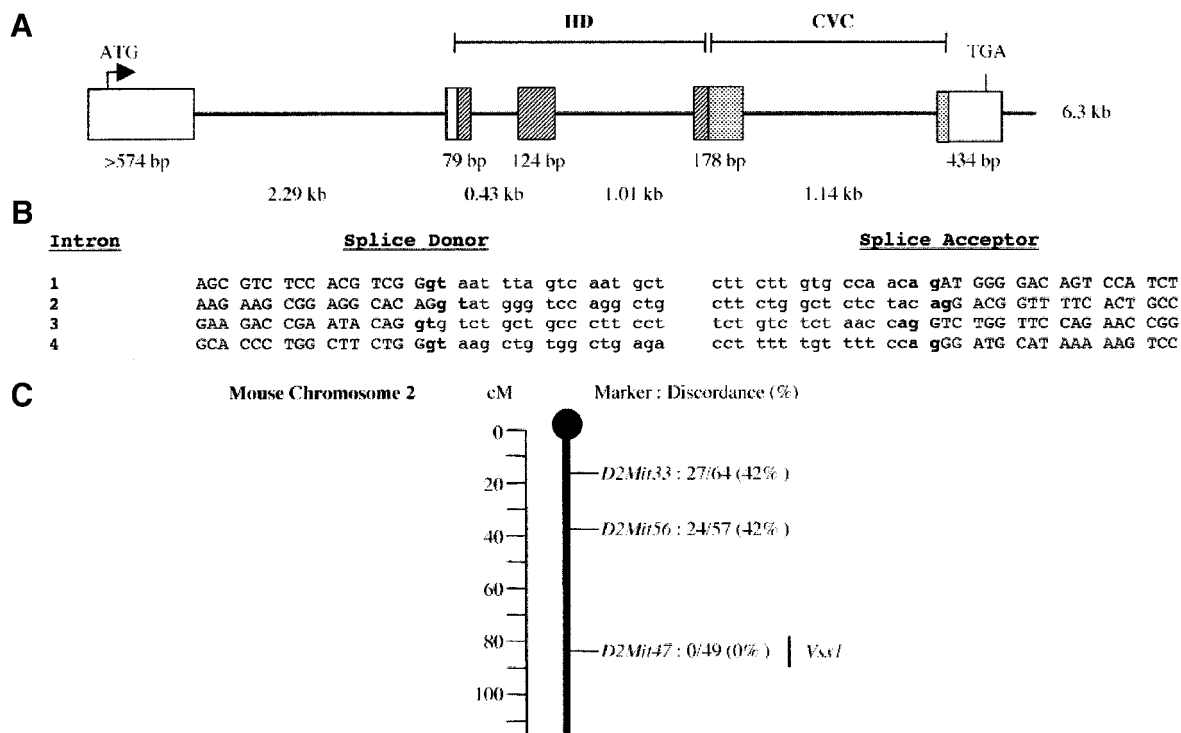 A
HD
CVC
ATG
TGA
6.3 kb
>574 bp
79 bp
124 bp
178 bp
434 bp
2.29 kb
0.43 kb
1.01 kb
1.14 kb
B
Intron Splice Donor Splice Acceptor
1 AGC GTC TCC ACG TCG Ggt aat tta gtc aat gct ctt ctt gtg cca aca gAT GGG GAC AGT CCA TCT
2 AAG AAG CGG AGG CAC AGg tat ggg tcc agg ctg ctt ctg gct ctc tac agG ACG GTT TTC ACT GCC
3 GAA GAC CGA ATA CAG gtg tct gct gcc ctt cct tct gtc tct aac cag GTC TGG TTC CAG AAC CGG
4 GCA CCC TGG CTT CTG Ggt aag ctg tgg ctg aga cct ttt tgt ttt cca gGG ATG CAT AAA AAG TCC
C
Mouse Chromosome 2
cM
Marker : Discordance (%)
0
D2Mit33 : 27/64 (42%)
20
D2Mit56 : 24/57 (42%)
40
60
D2Mit47 : 0/49 (0%) Vsx1
80
100